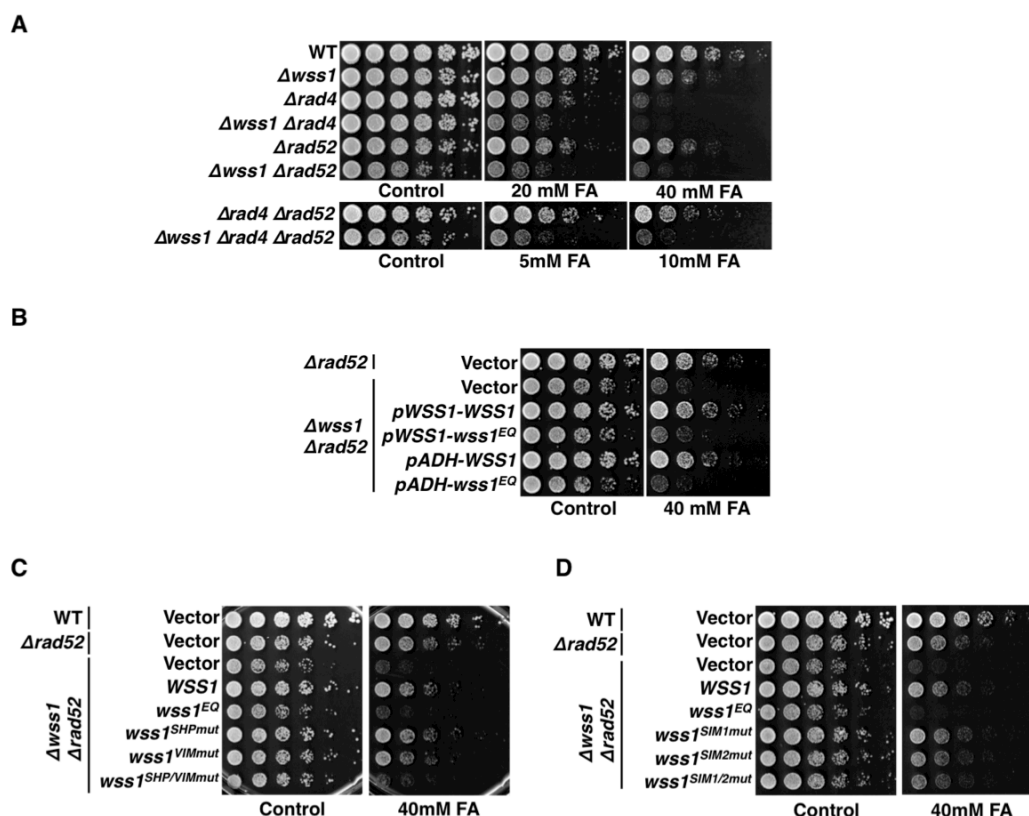 A
WT
Δwss1
Δrad4
Δwss1 Δrad4
Δrad52
Δwss1 Δrad52
Control 20 mM FA 40 mM FA
Δrad4 Δrad52
Δwss1 Δrad4 Δrad52
Control 5mM FA 10mM FA
B
Δrad52 Vector
Vector
pWSS1-WSS1
Δwss1 Δrad52
pWSS1-wss1EQ
pADH-WSS1
pADH-wss1EQ
Control 40 mM FA
C
WT Vector
Δrad52 Vector
Vector
WSS1
Δwss1 Δrad52
wss1EQ
wss1SHPmut
wss1VIMmut
wss1SHP/VIMmut
Control 40mM FA
D
WT Vector
Δrad52 Vector
Vector
WSS1
Δwss1 Δrad52
wss1EQ
wss1SIM1mut
wss1SIM2mut
wss1SIM1/2mut
Control 40mM FA